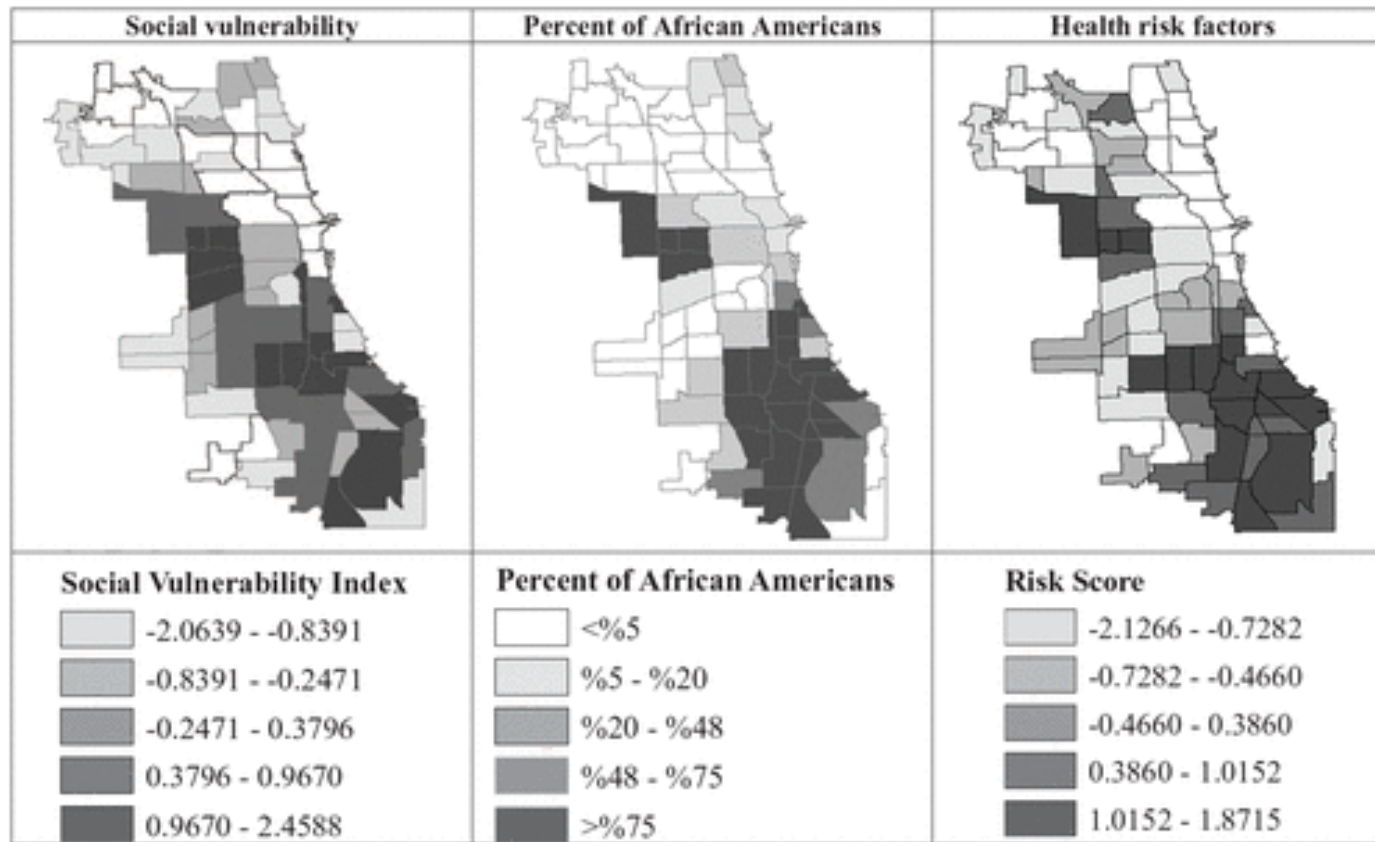 Social vulnerability
Percent of African Americans
Health risk factors
Social Vulnerability Index
-2.0639 - -0.8391
-0.8391 - -0.2471
-0.2471 - 0.3796
0.3796 - 0.9670
0.9670 - 2.4588
Percent of African Americans
<%5
%5 - %20
%20 - %48
%48 - %75
>%75
Risk Score
-2.1266 - -0.7282
-0.7282 - -0.4660
-0.4660 - 0.3860
0.3860 - 1.0152
1.0152 - 1.8715